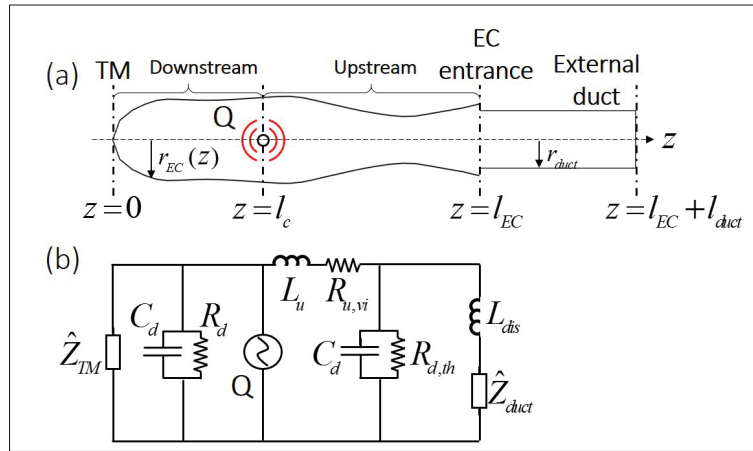 (a)
TM
Downstream
Upstream
EC
entrance
External
duct
Q
z
r_EC(z)
r_duct
z=0
z=l_c
z=l_EC
z=l_EC+l_duct
(b)
L_u
R_u,vi
C_d
R_d
L_dis
Ẑ_TM
Q
C_d
R_d,th
Ẑ_duct